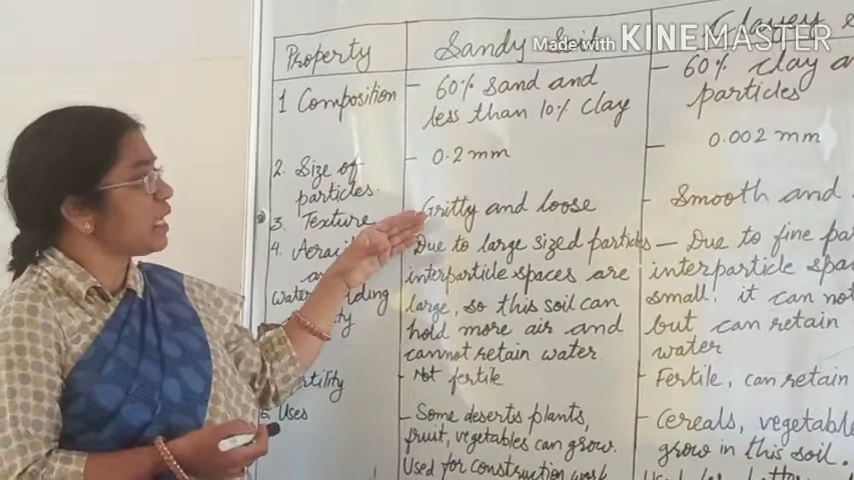 Property
Sandy Soil
Clayey
Made with KINEMASTER
1 Composition
- 60% sand and
less than 10% clay
- 60% clay
particles
2. Size of
particles.
- 0.2 mm
- 0.002 mm
3. Texture
Gritty and loose
- Smooth and
4.
water
Due to large sized particles
interparticle spaces are
large, so this soil can
hold more air and
cannot retain water
- Due to fine
interparticle
small. it can not
but can retain
water
- Not fertile
- Fertile, can retain
Uses
- Some deserts plants,
fruit, vegetables can grow.
Used for construction work
- Cereals,
grow in this soil.